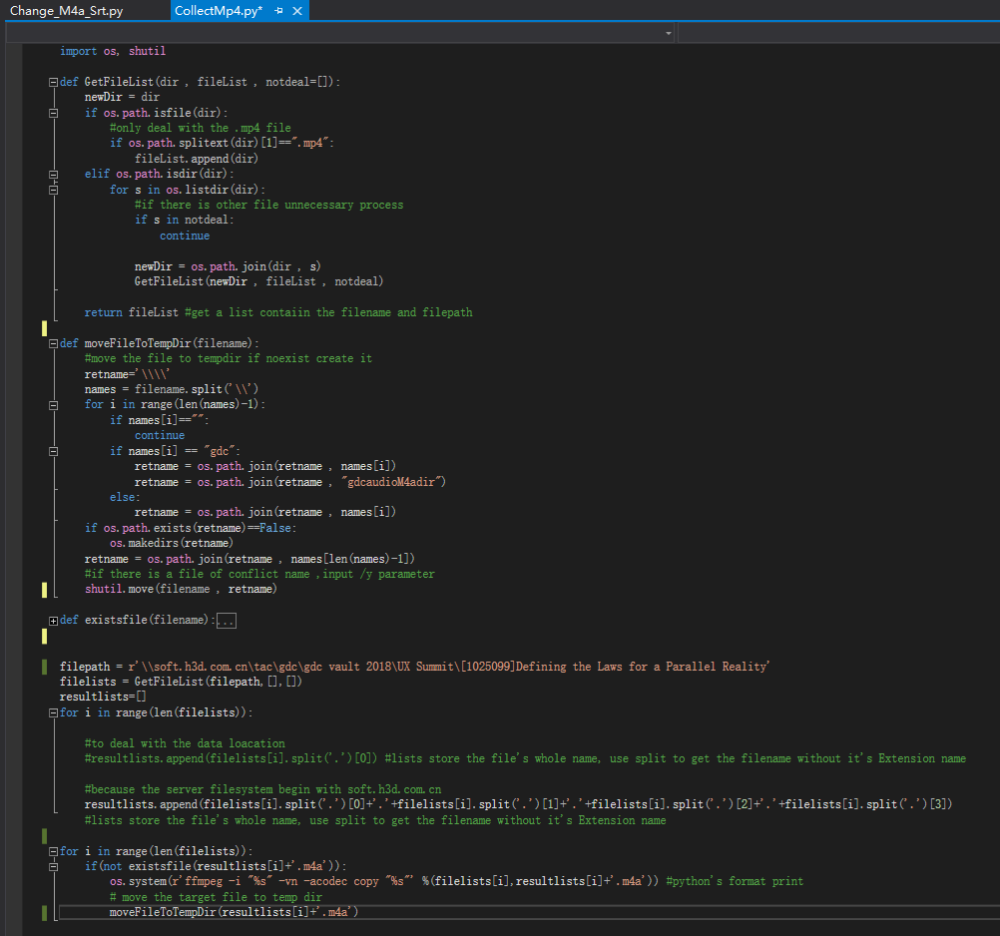 Change_M4a_Srt.py
CollectMp4.py*
import os, shutil
def GetFileList(dir , fileList , notdeal=[]):
newDir = dir
if os.path.isfile(dir):
#only deal with the .mp4 file
if os.path.splitext(dir)[1]==".mp4":
fileList.append(dir)
elif os.path.isdir(dir):
for s in os.listdir(dir):
#if there is other file unnecessary process
if s in notdeal:
continue
newDir = os.path.join(dir , s)
GetFileList(newDir , fileList , notdeal)
return fileList #get a list contaiin the filename and filepath
def moveFileToTempDir(filename):
#move the file to tempdir if noexist create it
retname='\\\\'
names = filename.split('\\')
for i in range(len(names)-1):
if names[i]=="":
continue
if names[i] == "gdc":
retname = os.path.join(retname , names[i])
retname = os.path.join(retname , "gdcaudioM4adir")
else:
retname = os.path.join(retname , names[i])
if os.path.exists(retname)==False:
os.makedirs(retname)
retname = os.path.join(retname , names[len(names)-1])
#if there is a file of conflict name ,input /y parameter
shutil.move(filename , retname)
def existsfile(filename):...
filepath = r'\\soft.h3d.com.cn\tac\gdc\gdc vault 2018\UX Summit\[1025099]Defining the Laws for a Parallel Reality'
filelists = GetFileList(filepath,[],[])
resultlists=[]
for i in range(len(filelists)):
#to deal with the data loacation
#resultlists.append(filelists[i].split('.')[0]) #lists store the file's whole name, use split to get the filename without it's Extension name
#because the server filesystem begin with soft.h3d.com.cn
resultlists.append(filelists[i].split('.')[0]+'.'+filelists[i].split('.')[1]+'.'+filelists[i].split('.')[2]+'.'+filelists[i].split('.')[3])
#lists store the file's whole name, use split to get the filename without it's Extension name
for i in range(len(filelists)):
if(not existsfile(resultlists[i]+'.m4a')):
os.system(r'ffmpeg -i "%s" -vn -acodec copy "%s"' %(filelists[i],resultlists[i]+'.m4a')) #python's format print
# move the target file to temp dir
moveFileToTempDir(resultlists[i]+'.m4a')